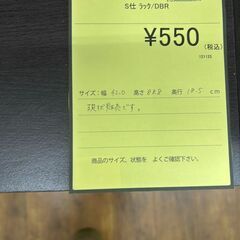 S仕 ラック/DBR
¥550
(税込)
サイズ:幅 42.0 高さ 88.8 奥行 19.5 cm
現状販売です。
商品のサイズ、状態を よくご確認下さい。